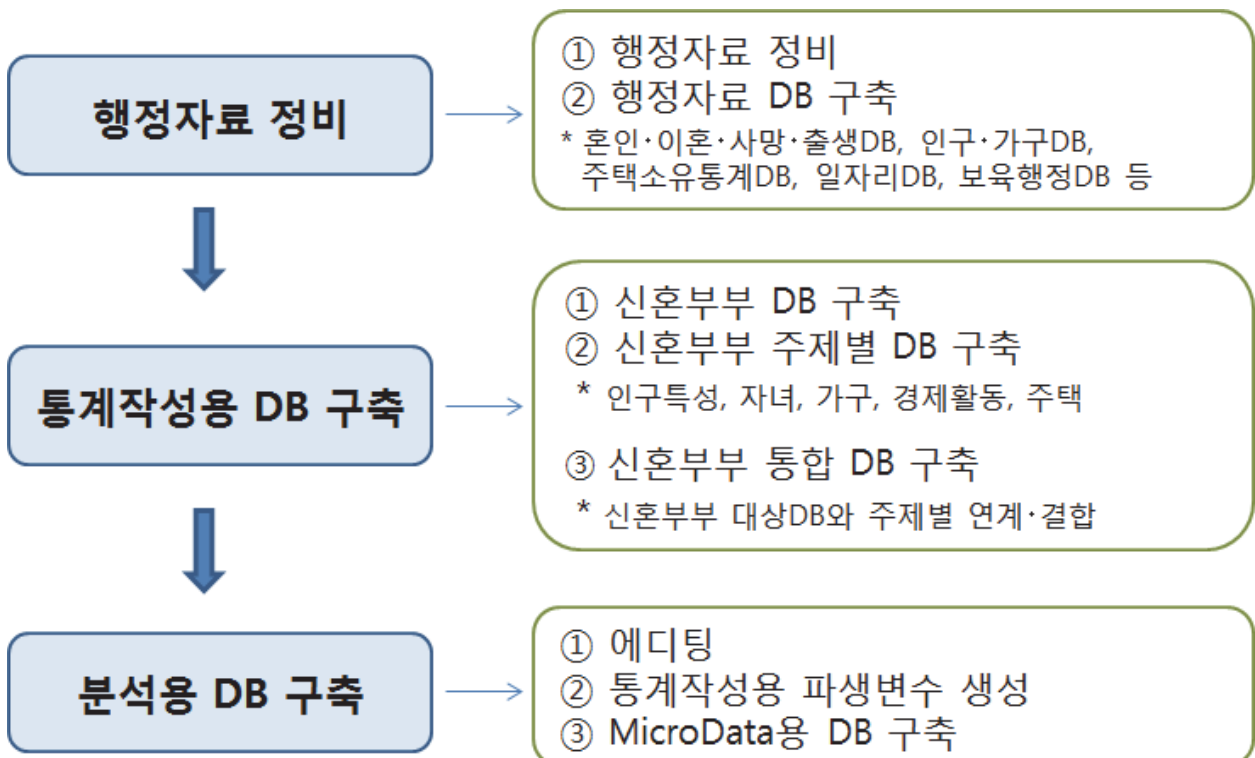 행정자료 정비
① 행정자료 정비
② 행정자료 DB 구축
* 혼인·이혼·사망·출생DB, 인구·가구DB,
주택소유통계DB, 일자리DB, 보육행정DB 등
통계작성용 DB 구축
① 신혼부부 DB 구축
② 신혼부부 주제별 DB 구축
* 인구특성, 자녀, 가구, 경제활동, 주택
③ 신혼부부 통합 DB 구축
* 신혼부부 대상DB와 주제별 연계·결합
분석용 DB 구축
① 에디팅
② 통계작성용 파생변수 생성
③ MicroData용 DB 구축